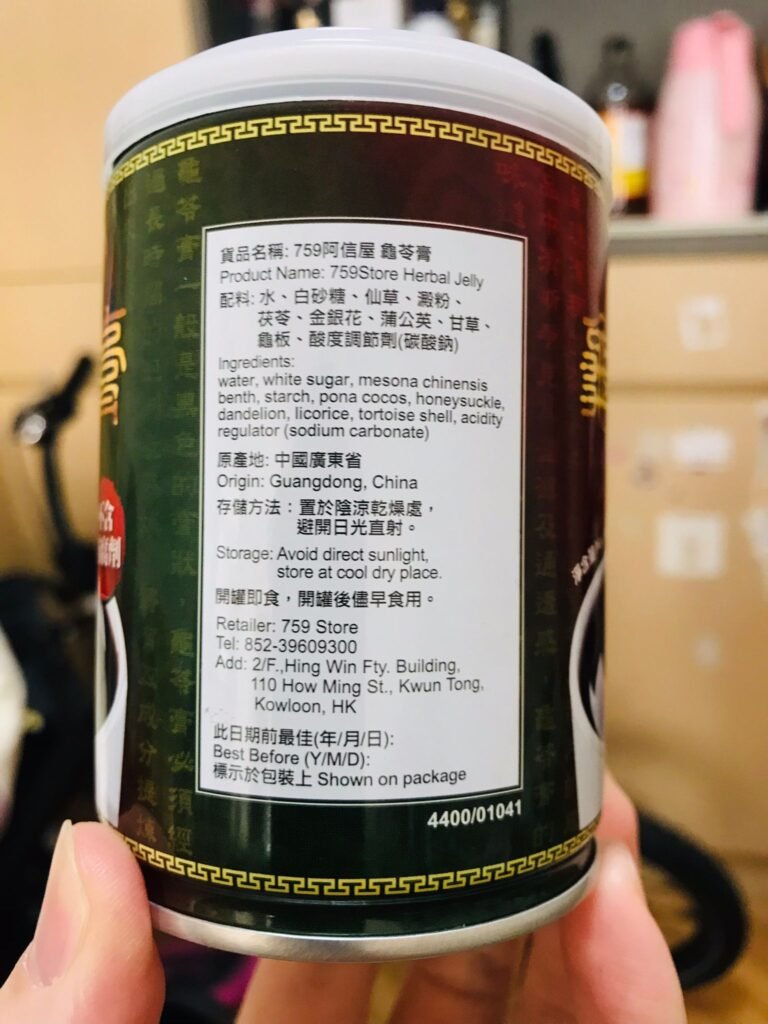 貨品名稱: 759阿信屋 龜苓膏
Product Name: 759Store Herbal Jelly
配料: 水、白砂糖、仙草、澱粉、
茯苓、金銀花、蒲公英、甘草、
龜板、酸度調節劑(碳酸鈉)
Ingredients:
water, white sugar, mesona chinensis
benth, starch, pona cocos, honeysuckle,
dandelion, licorice, tortoise shell, acidity
regulator (sodium carbonate)
原產地: 中國廣東省
Origin: Guangdong, China
存儲方法：置於陰涼乾燥處，
避開日光直射。
Storage: Avoid direct sunlight,
store at cool dry place.
開罐即食，開罐後儘早食用。
Retailer: 759 Store
Tel: 852-39609300
Add: 2/F.,Hing Win Fty. Building,
110 How Ming St., Kwun Tong,
Kowloon, HK
此日期前最佳(年/月/日):
Best Before (Y/M/D):
標示於包裝上 Shown on package
4400/01041